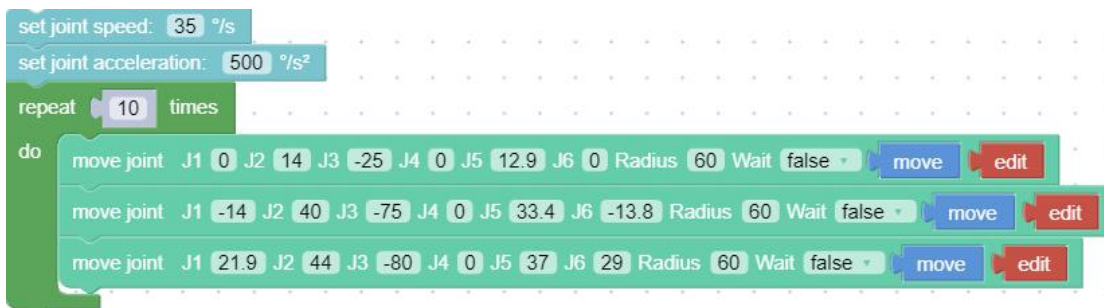 set joint speed: 35 °/s
set joint acceleration: 500 °/s²
repeat 10 times
do
move joint J1 0 J2 14 J3 -25 J4 0 J5 12.9 J6 0 Radius 60 Wait false move edit
move joint J1 -14 J2 40 J3 -75 J4 0 J5 33.4 J6 -13.8 Radius 60 Wait false move edit
move joint J1 21.9 J2 44 J3 -80 J4 0 J5 37 J6 29 Radius 60 Wait false move edit